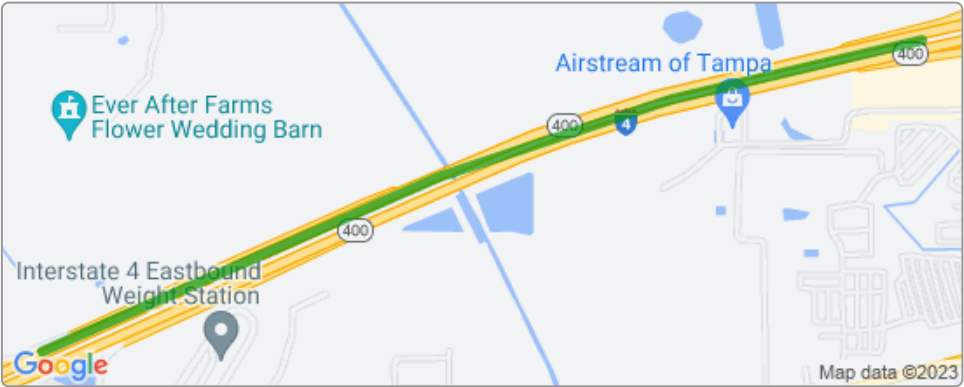 400
Airstream of Tampa
Ever After Farms
Flower Wedding Barn
400
4
400
Interstate 4 Eastbound
Weight Station
Google
Map data ©2023